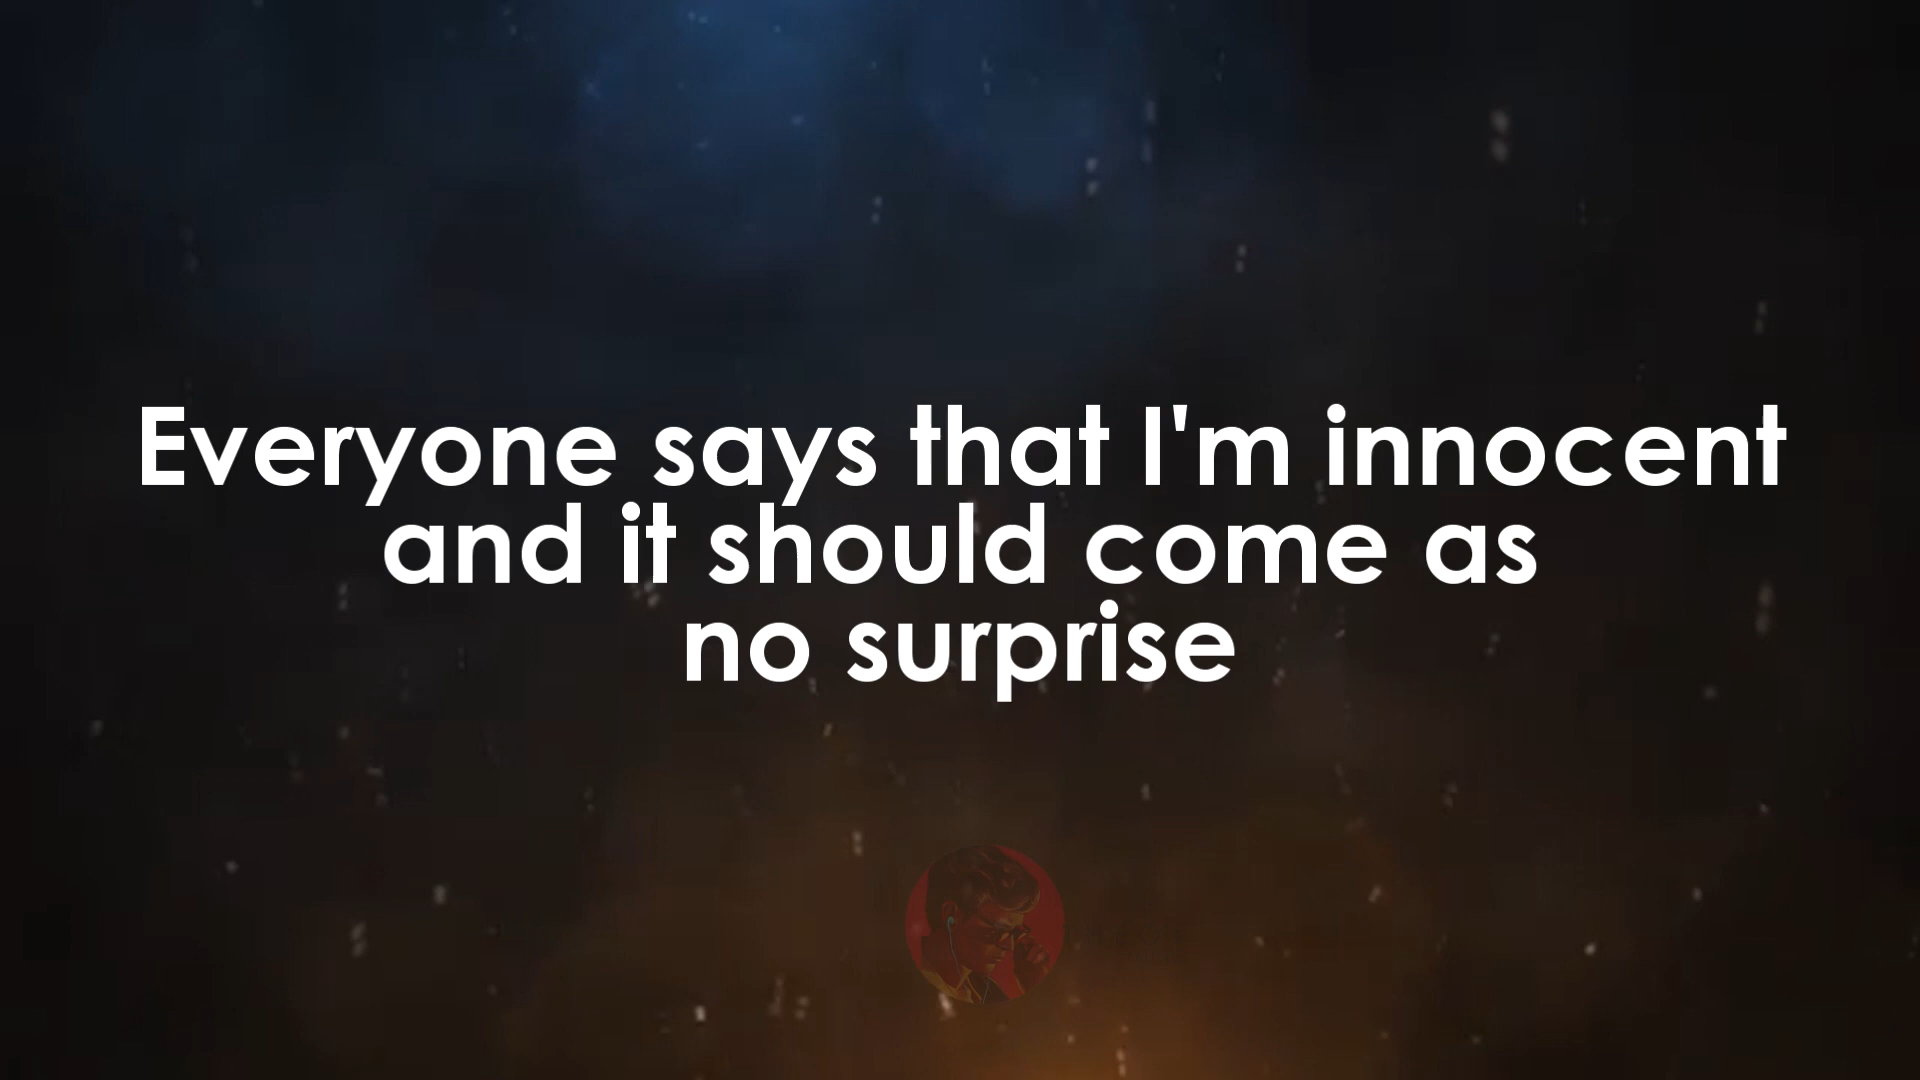 Everyone says that I'm innocent
and it should come as
no surprise